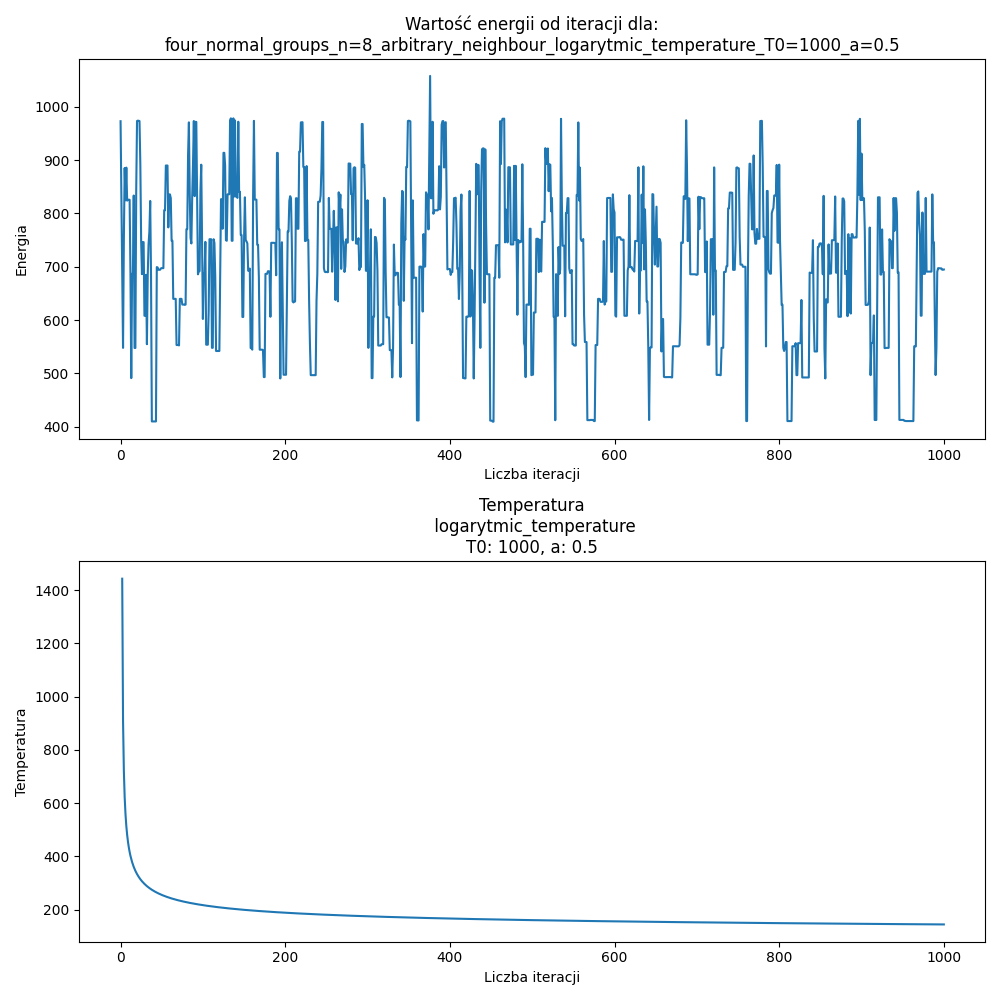 Wartość energii od iteracji dla:
four_normal_groups_n=8_arbitrary_neighbour_logarytmic_temperature_T0=1000_a=0.5
1000
900
800
700
600
500
400
Energia
0 200 400 600 800 1000
Liczba iteracji
Temperatura
logarytmic_temperature
T0: 1000, a: 0.5
1400
1200
1000
800
600
400
200
Temperatura
0 200 400 600 800 1000
Liczba iteracji